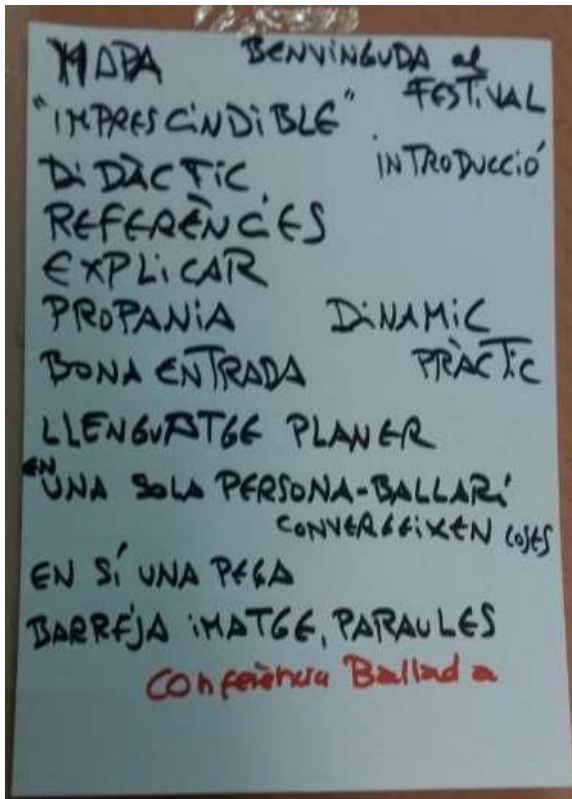 MAPA BENVINGUDA al
FESTIVAL
"IMPRESCINDIBLE"
INTRODUCCIÓ
DIDÀCTIC
REFERÈNCIES
EXPLICAR
PROPANIA DINAMIC
BONA ENTRADA PRÀCTIC
LLENGUATGE PLANER
EN UNA SOLA PERSONA-BALLARÍ
CONVERGEIXEN COSES
EN SÍ UNA PEÇA
BARREJA IMATGE, PARAULES
Conferència Ballada